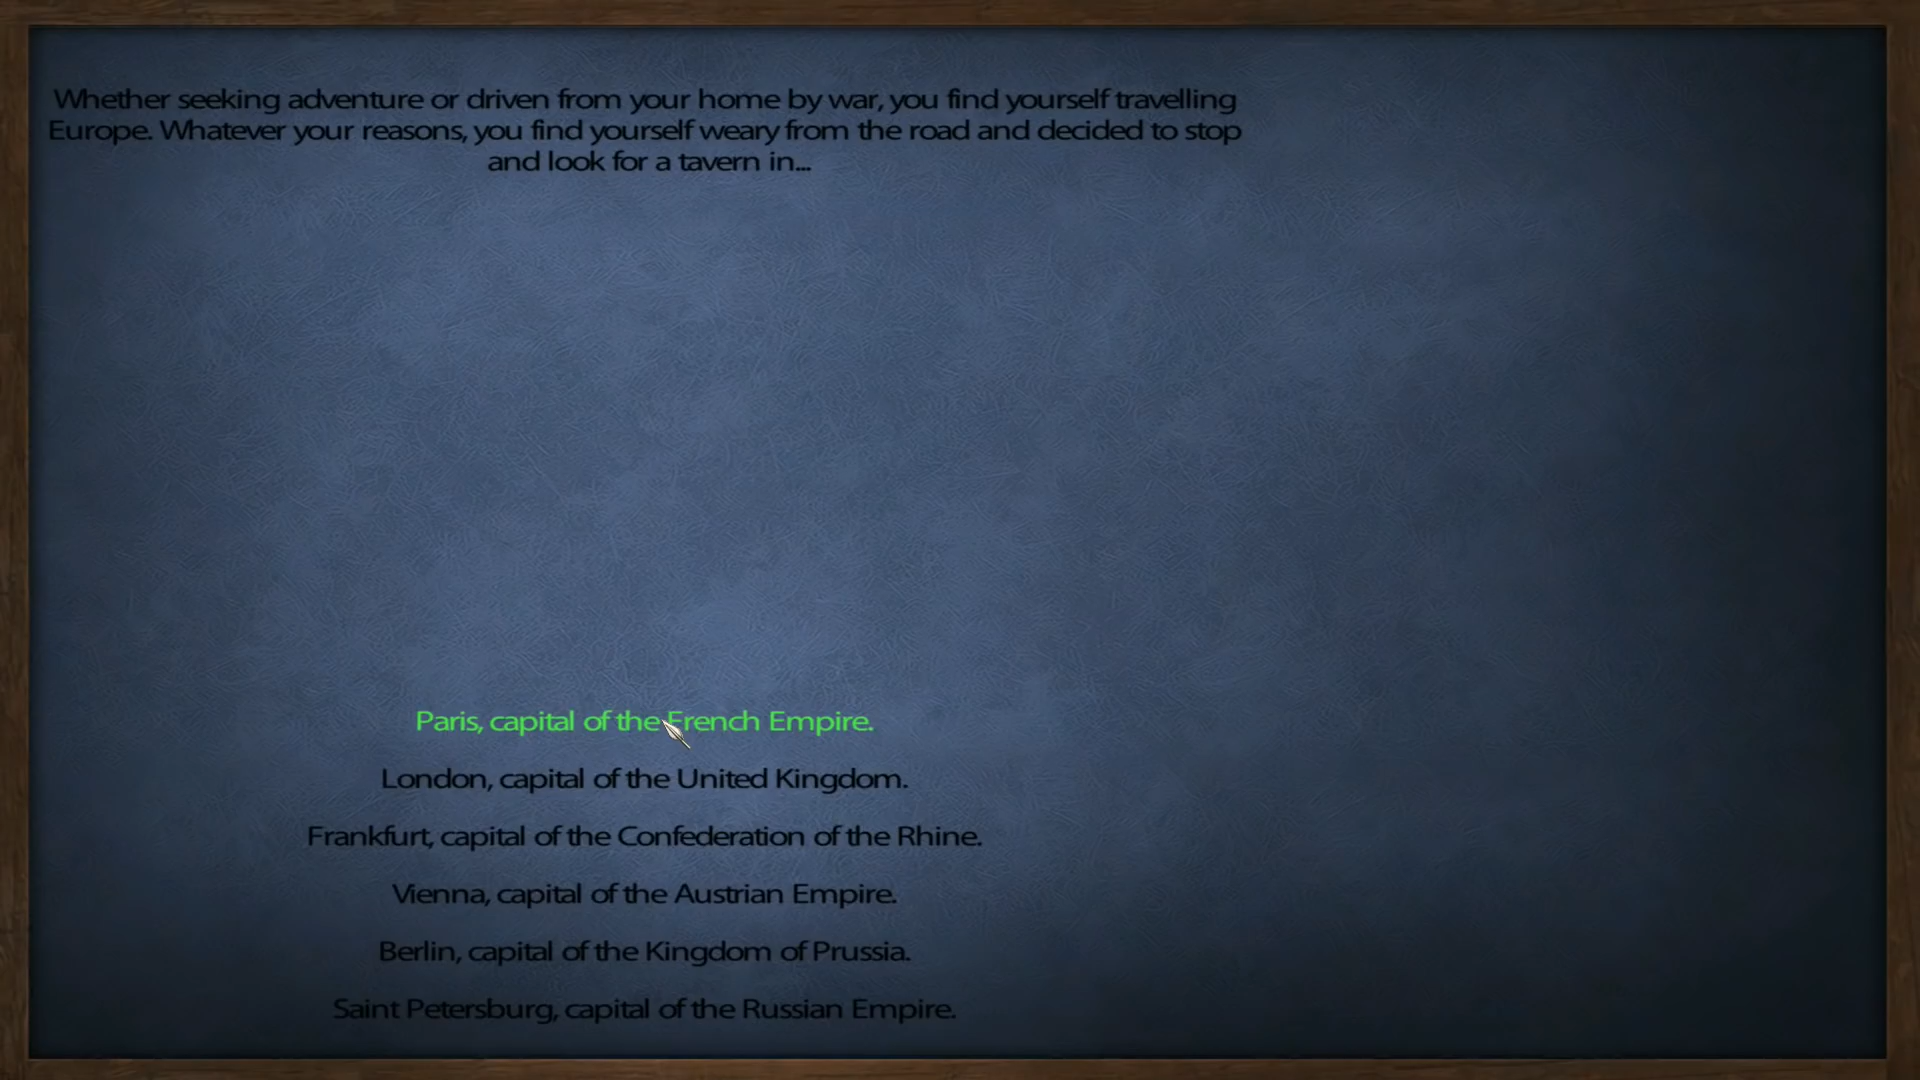 Whether seeking adventure or driven from your home by war, you find yourself travelling
Europe. Whatever your reasons, you find yourself weary from the road and decided to stop
and look for a tavern in...
Paris, capital of the French Empire.
London, capital of the United Kingdom.
Frankfurt, capital of the Confederation of the Rhine.
Vienna, capital of the Austrian Empire.
Berlin, capital of the Kingdom of Prussia.
Saint Petersburg, capital of the Russian Empire.